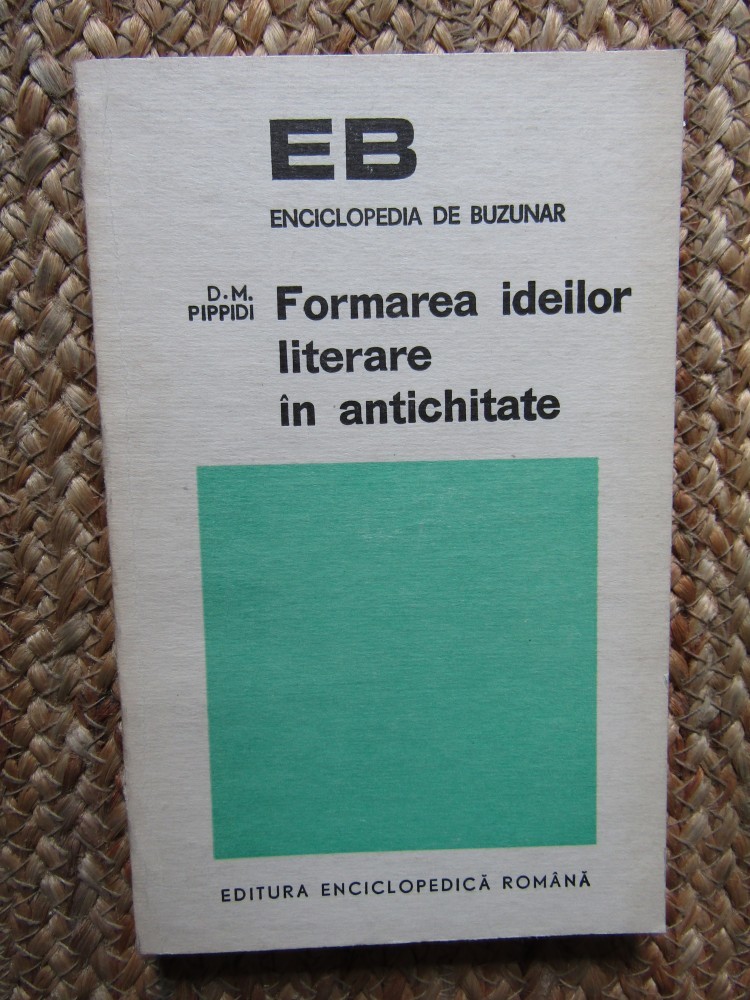 EB
ENCICLOPEDIA DE BUZUNAR
D.M.
PIPPIDI
Formarea ideilor
literare
în antichitate
EDITURA ENCICLOPEDICĂ ROMÂNĂ